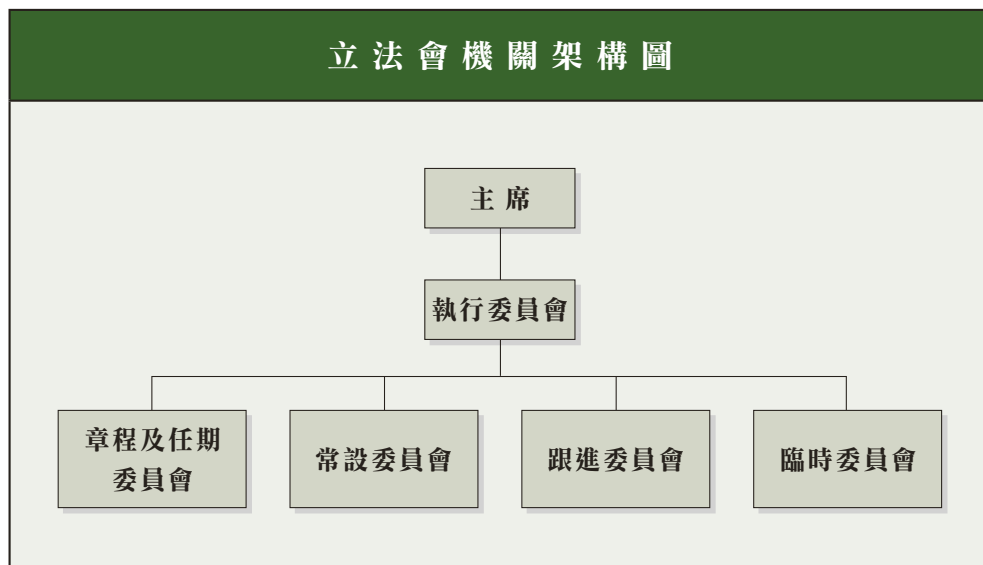 立法會機關架構圖
主席
執行委員會
章程及任期
委員會
常設委員會
跟進委員會
臨時委員會